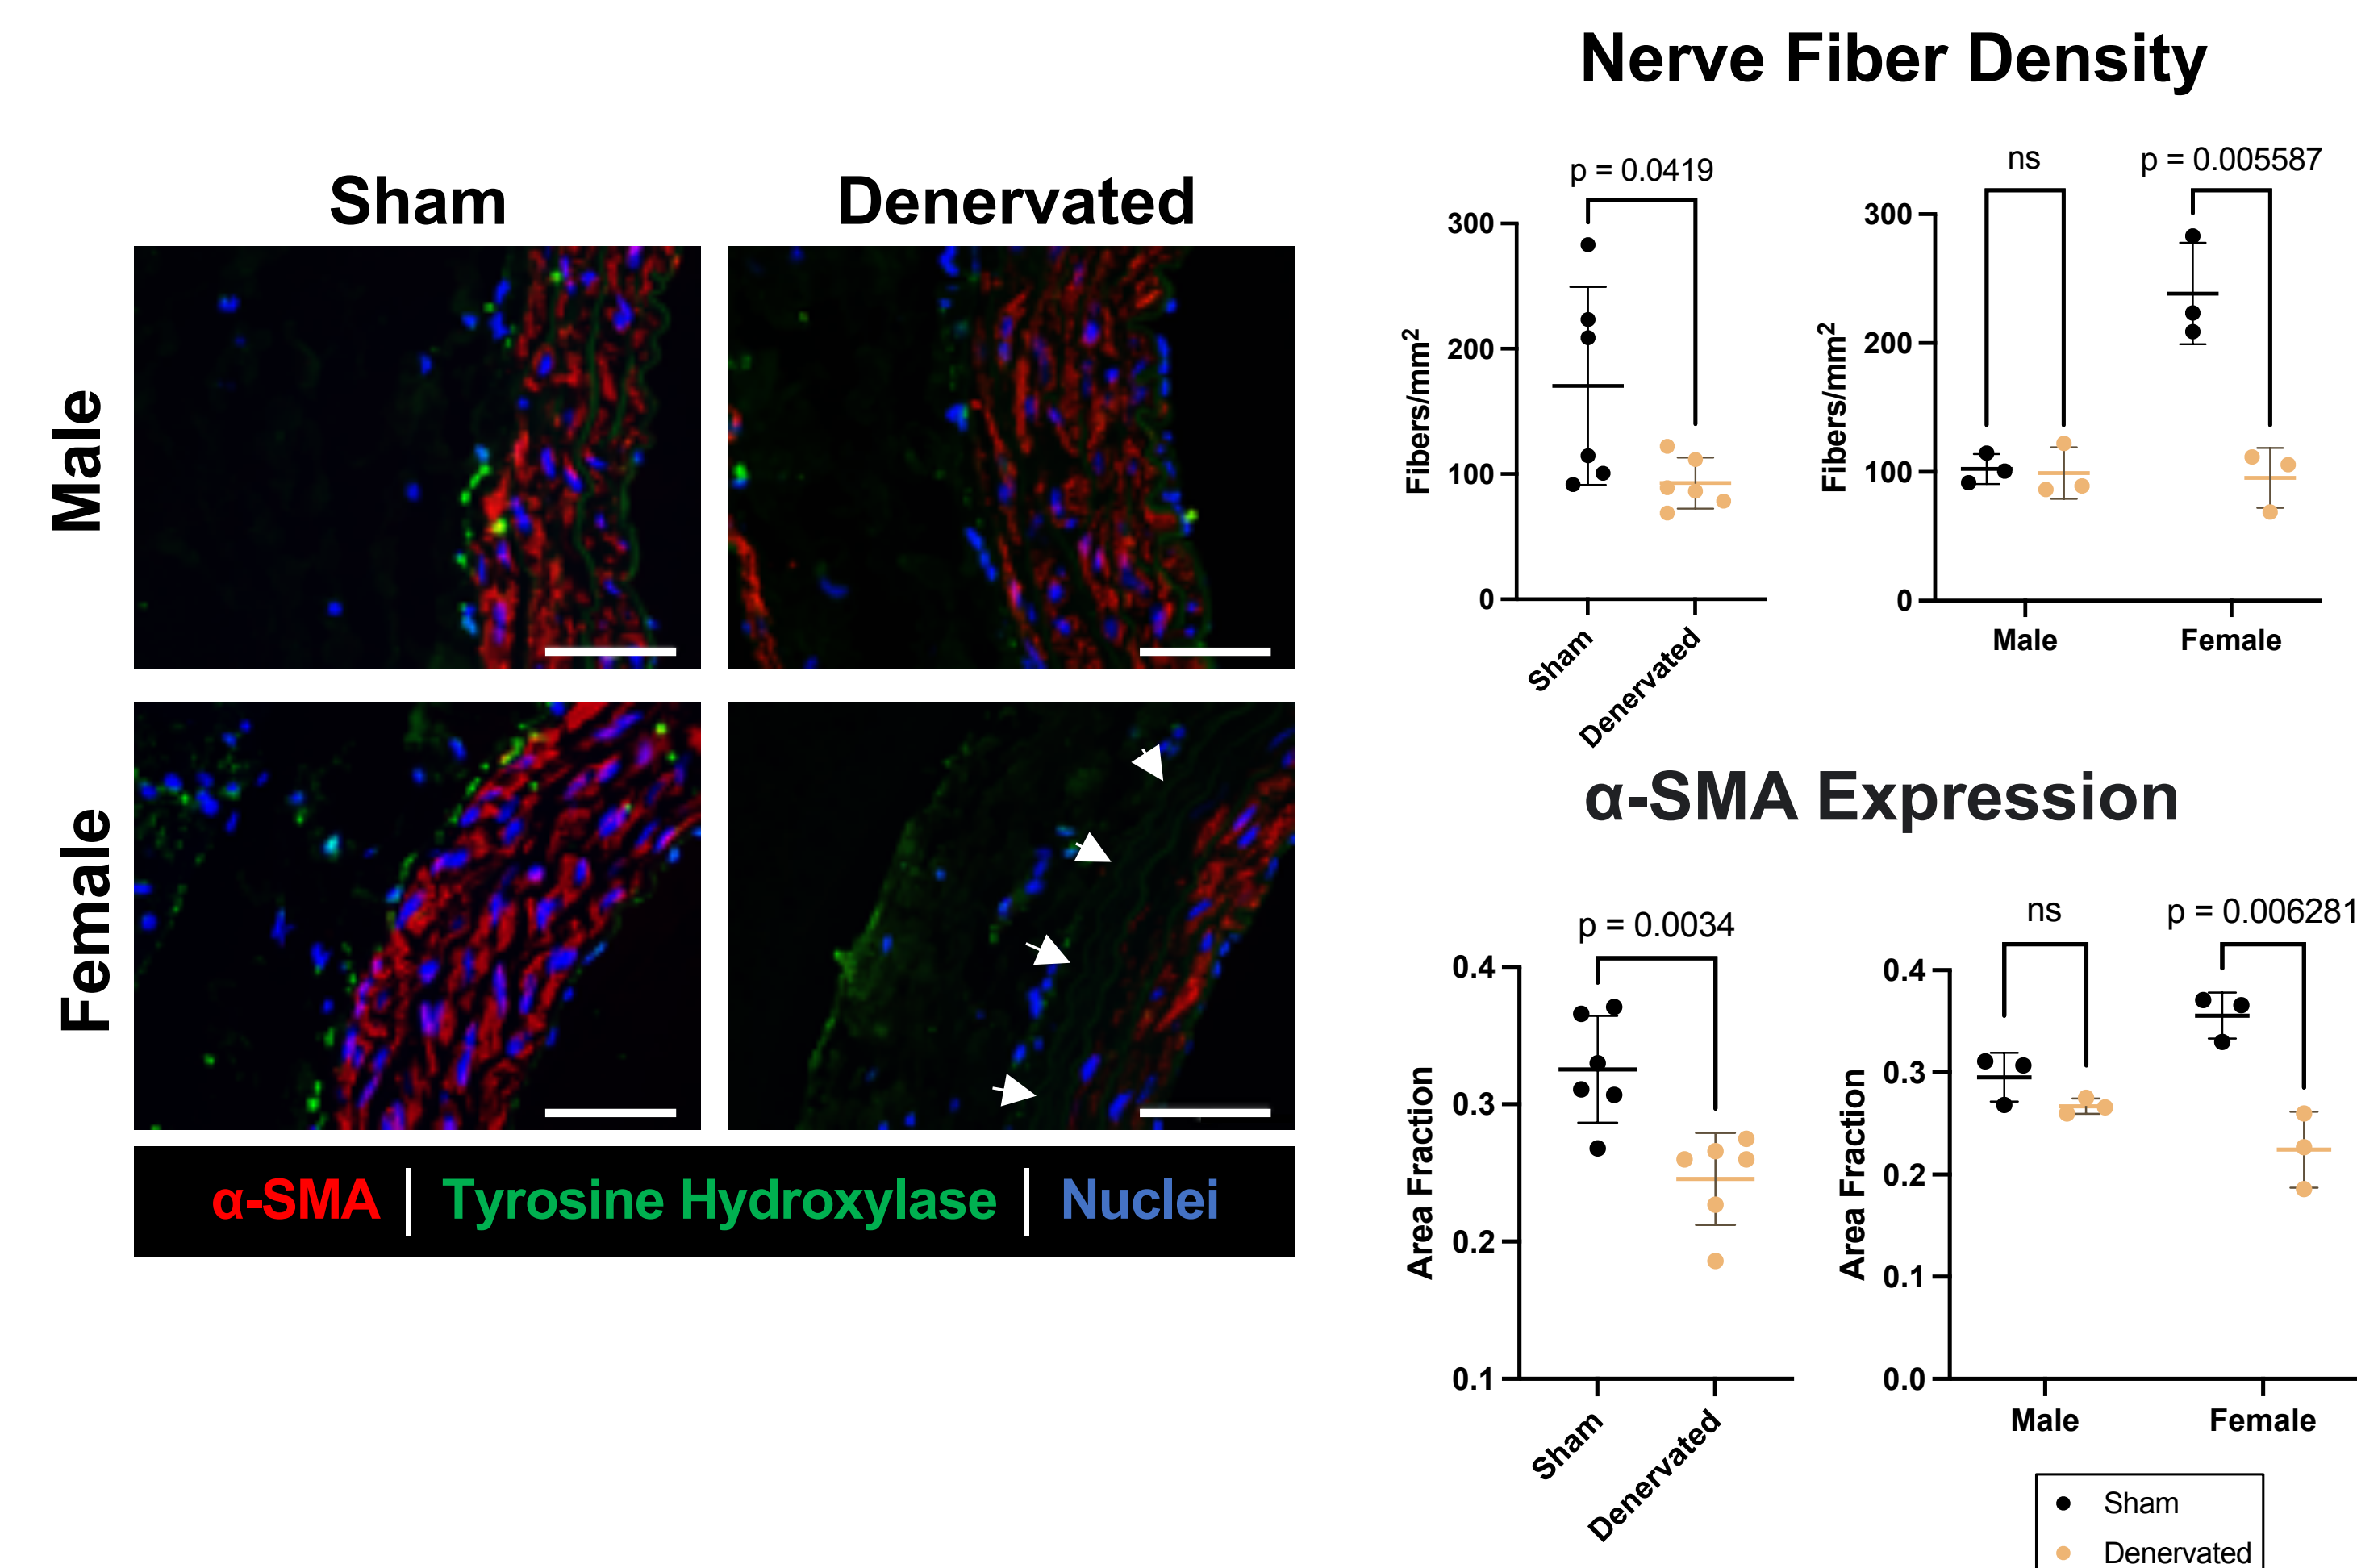 Nerve Fiber Density
Sham
Denervated
Male
Female
α-SMA | Tyrosine Hydroxylase | Nuclei
p = 0.0419
Fibers/mm²
300
200
100
0
Sham
Denervated
ns
p = 0.005587
Fibers/mm²
300
200
100
0
Male
Female
α-SMA Expression
p = 0.0034
Area Fraction
0.4
0.3
0.2
0.1
Sham
Denervated
ns
p = 0.006281
Area Fraction
0.4
0.3
0.2
0.1
0.0
Male
Female
Sham
Denervated